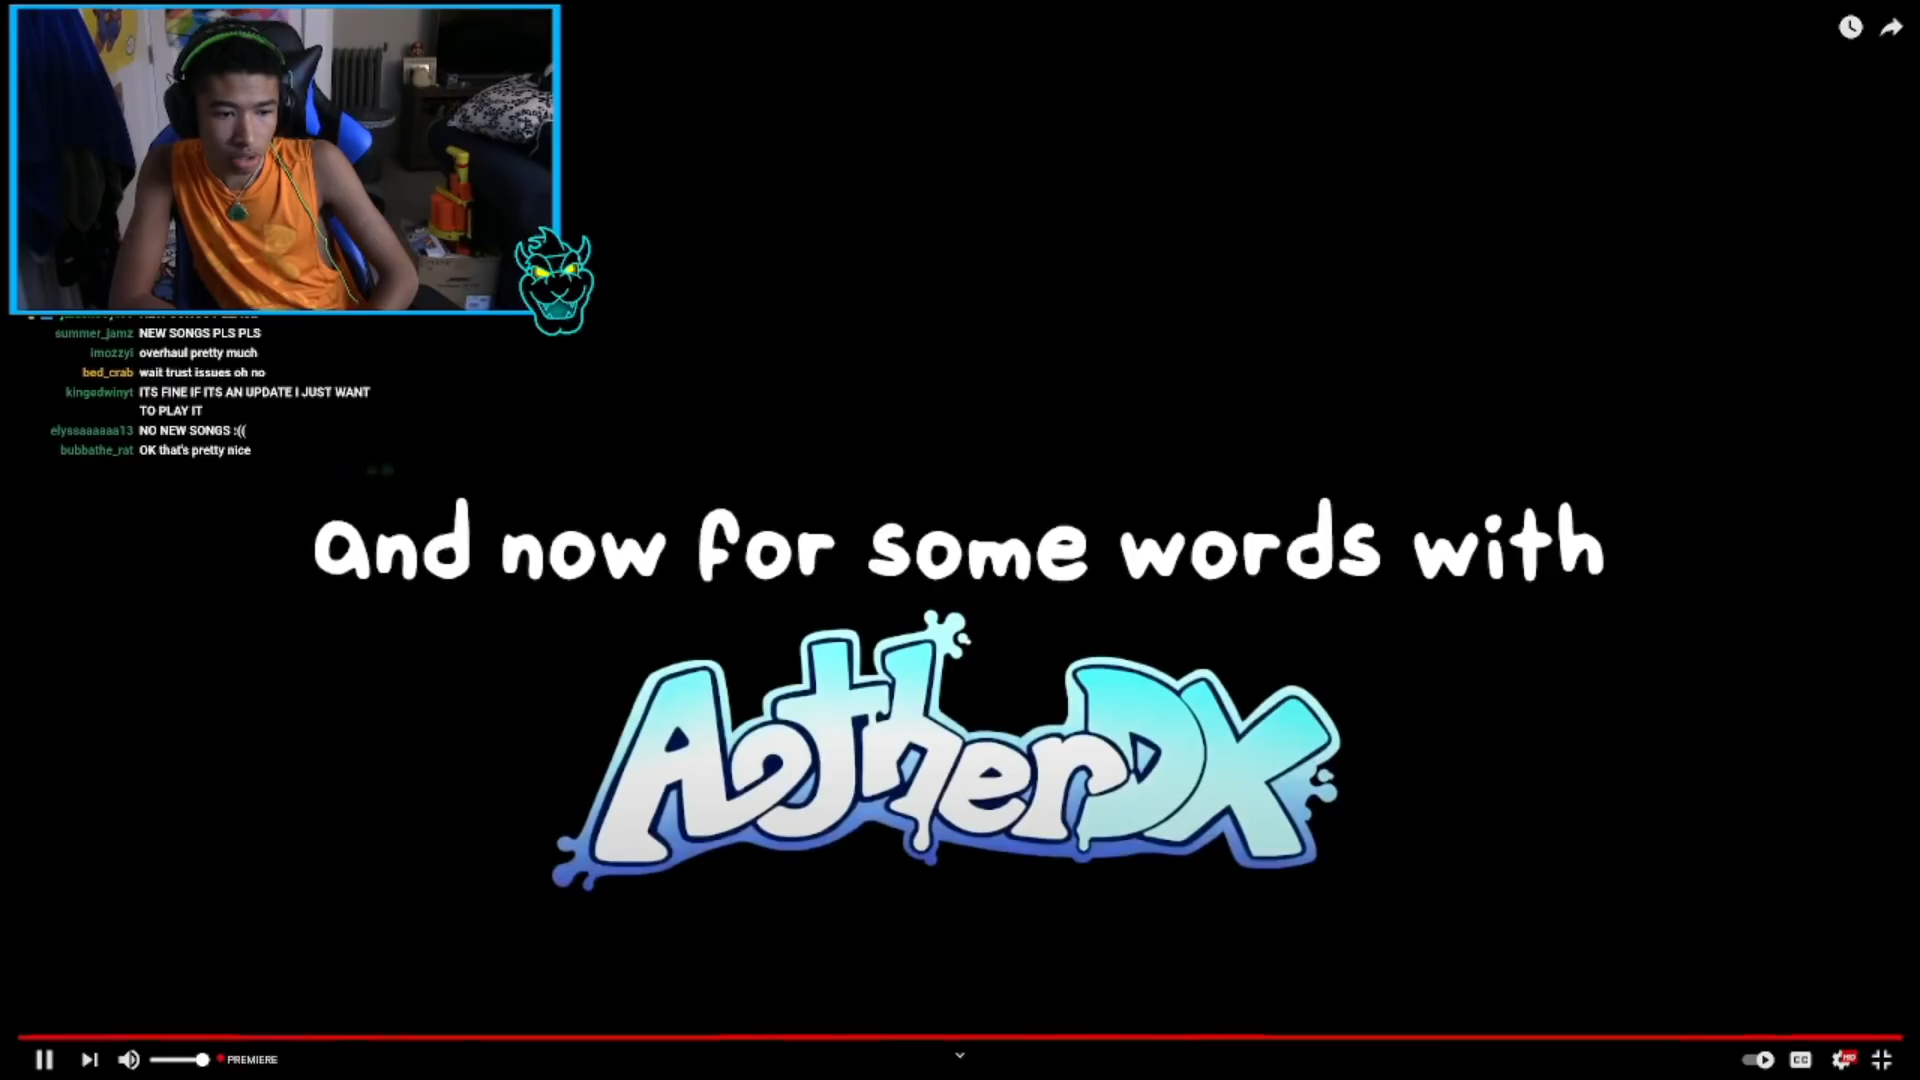 summer_jamz NEW SONGS PLS PLS
imozzyi overhaul pretty much
bed_crab wait trust issues oh no
kingedwinyt ITS FINE IF ITS AN UPDATE I JUST WANT
TO PLAY IT
elyssaaaaaa13 NO NEW SONGS :((
bubbathe_rat OK that's pretty nice
and now for some words with
AetherDX
PREMIERE
CC
HD